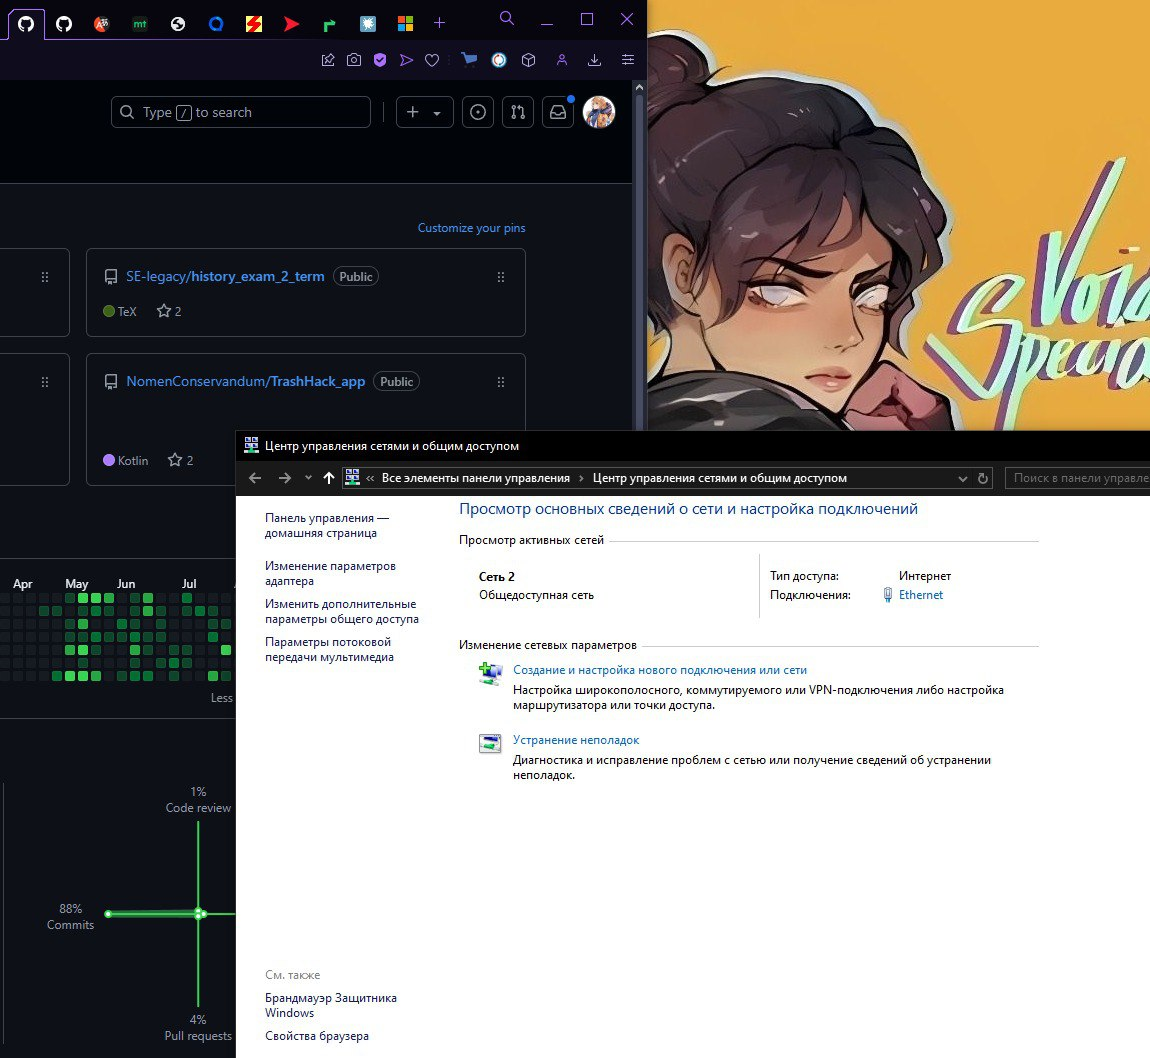 mt
Type / to search
Customize your pins
SE-legacy/history_exam_2_term Public
TeX 2
NomenConservandum/TrashHack_app Public
Kotlin 2
Apr May Jun Jul
Less
1%
Code review
88%
Commits
4%
Pull requests
Void
Центр управления сетями и общим доступом
« Все элементы панели управления > Центр управления сетями и общим доступом
Поиск в панели
Панель управления —
домашняя страница
Изменение параметров
адаптера
Изменить дополнительные
параметры общего доступа
Параметры потоковой
передачи мультимедиа
Просмотр основных сведений о сети и настройка подключений
Просмотр активных сетей
Сеть 2
Общедоступная сеть
Тип доступа: Интернет
Подключения: Ethernet
Изменение сетевых параметров
Создание и настройка нового подключения или сети
Настройка широкополосного, коммутируемого или VPN-подключения либо настройка
маршрутизатора или точки доступа.
Устранение неполадок
Диагностика и исправление проблем с сетью или получение сведений об устранении
неполадок.
См. также
Брандмауэр Защитника
Windows
Свойства браузера